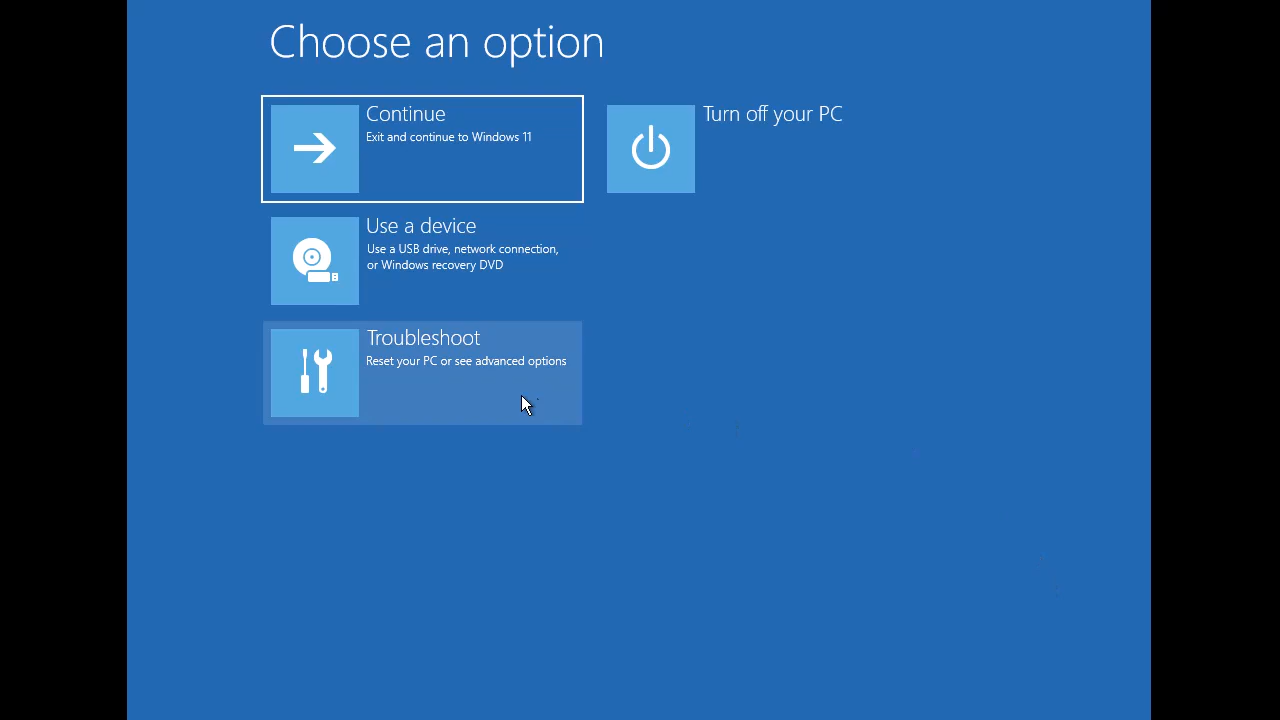 Choose an option
Continue
Exit and continue to Windows 11
Turn off your PC
Use a device
Use a USB drive, network connection,
or Windows recovery DVD
Troubleshoot
Reset your PC or see advanced options